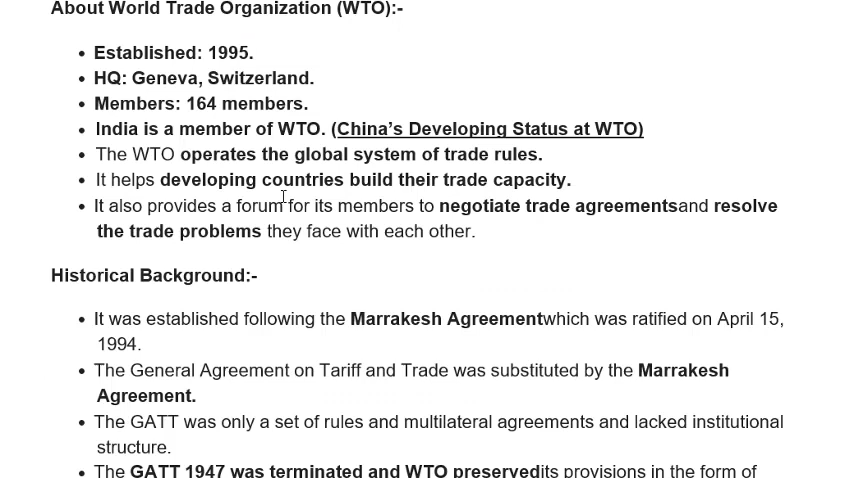 About World Trade Organization (WTO):-
• Established: 1995.
• HQ: Geneva, Switzerland.
• Members: 164 members.
• India is a member of WTO. (China's Developing Status at WTO)
• The WTO operates the global system of trade rules.
• It helps developing countries build their trade capacity.
• It also provides a forum for its members to negotiate trade agreementsand resolve
the trade problems they face with each other.
Historical Background:-
• It was established following the Marrakesh Agreementwhich was ratified on April 15,
1994.
• The General Agreement on Tariff and Trade was substituted by the Marrakesh
Agreement.
• The GATT was only a set of rules and multilateral agreements and lacked institutional
structure.
• The GATT 1947 was terminated and WTO preservedits provisions in the form of